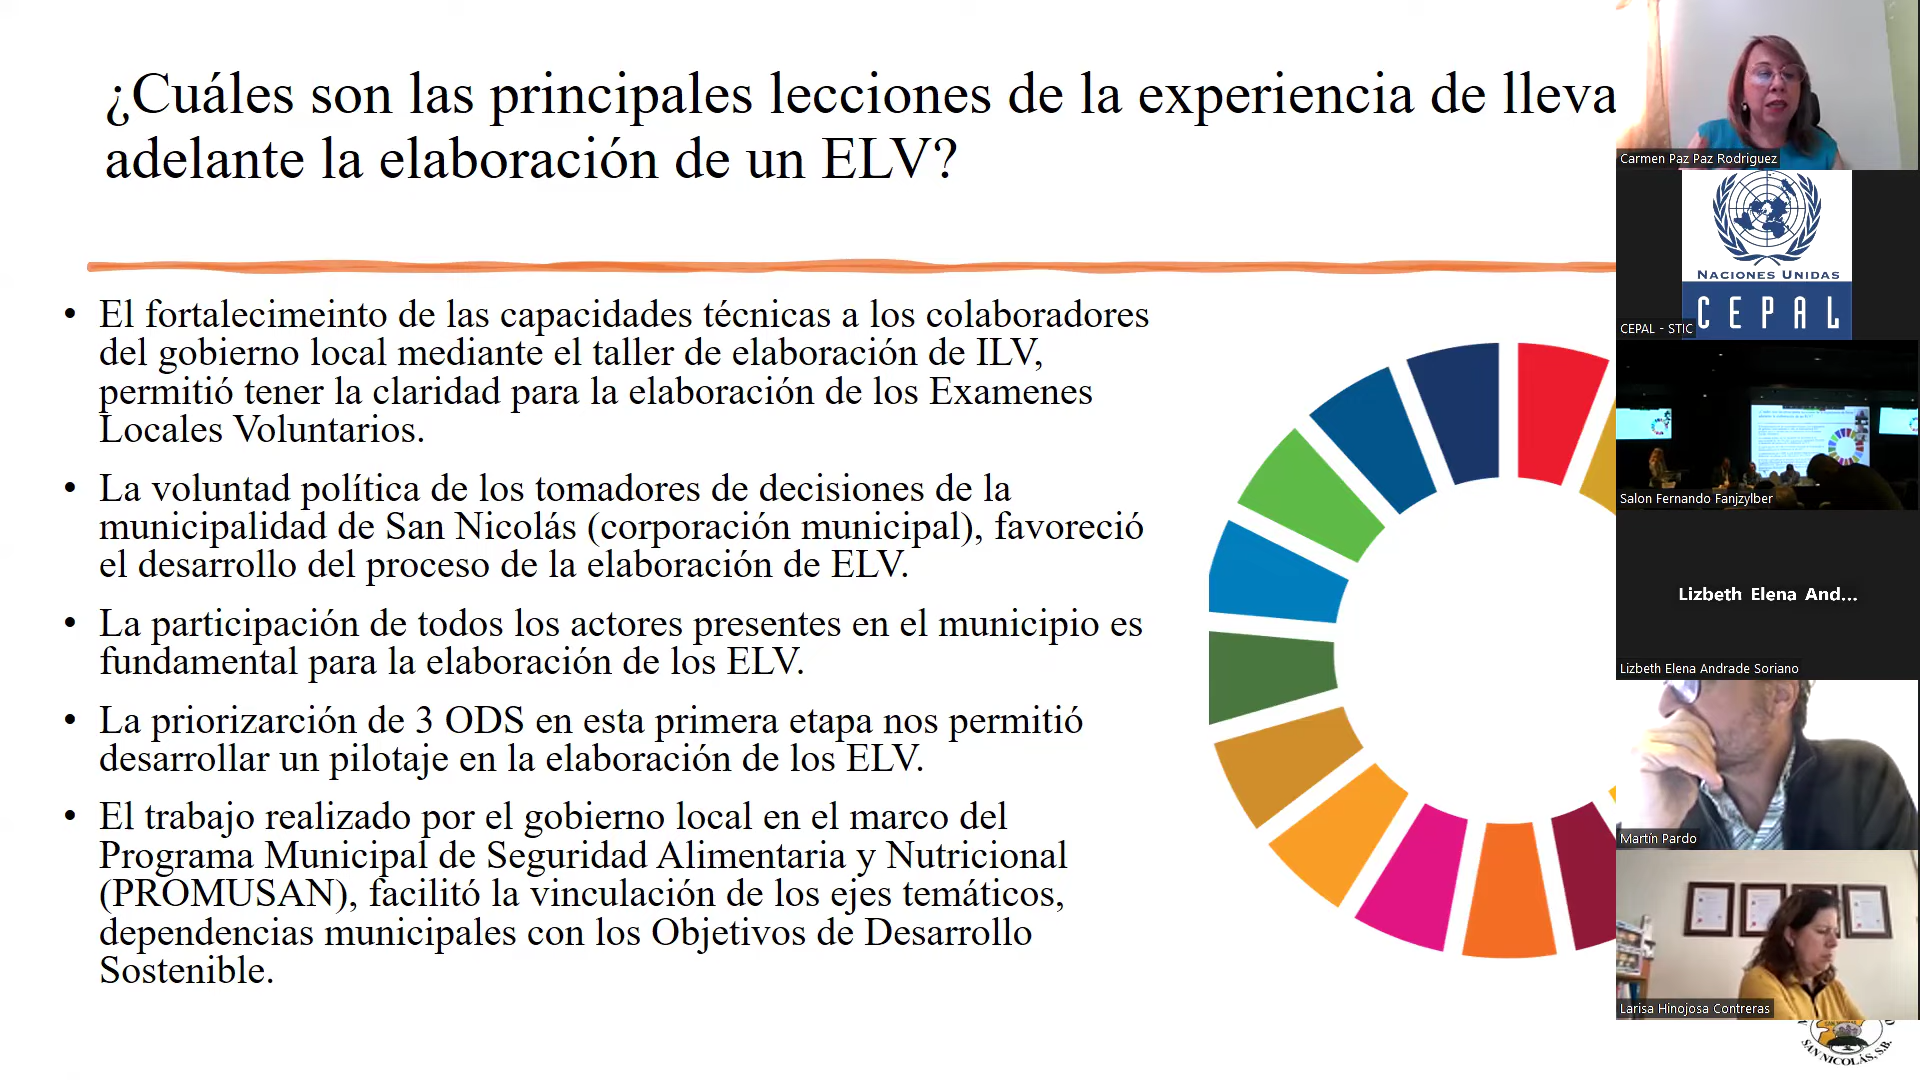 ¿Cuáles son las principales lecciones de la experiencia de lleva
adelante la elaboración de un ELV?
• El fortalecimeinto de las capacidades técnicas a los colaboradores
del gobierno local mediante el taller de elaboración de ILV,
permitió tener la claridad para la elaboración de los Examenes
Locales Voluntarios.
• La voluntad política de los tomadores de decisiones de la
municipalidad de San Nicolás (corporación municipal), favoreció
el desarrollo del proceso de la elaboración de ELV.
• La participación de todos los actores presentes en el municipio es
fundamental para la elaboración de los ELV.
• La priorizarción de 3 ODS en esta primera etapa nos permitió
desarrollar un pilotaje en la elaboración de los ELV.
• El trabajo realizado por el gobierno local en el marco del
Programa Municipal de Seguridad Alimentaria y Nutricional
(PROMUSAN), facilitó la vinculación de los ejes temáticos,
dependencias municipales con los Objetivos de Desarrollo
Sostenible.
Carmen Paz Paz Rodriguez
NACIONES UNIDAS
CEPAL
CEPAL - STIC
Salon Fernando Fanjzylber
Lizbeth Elena And...
Lizbeth Elena Andrade Soriano
Martín Pardo
Larisa Hinojosa Contreras
SAN NICOLÁS, S.B.